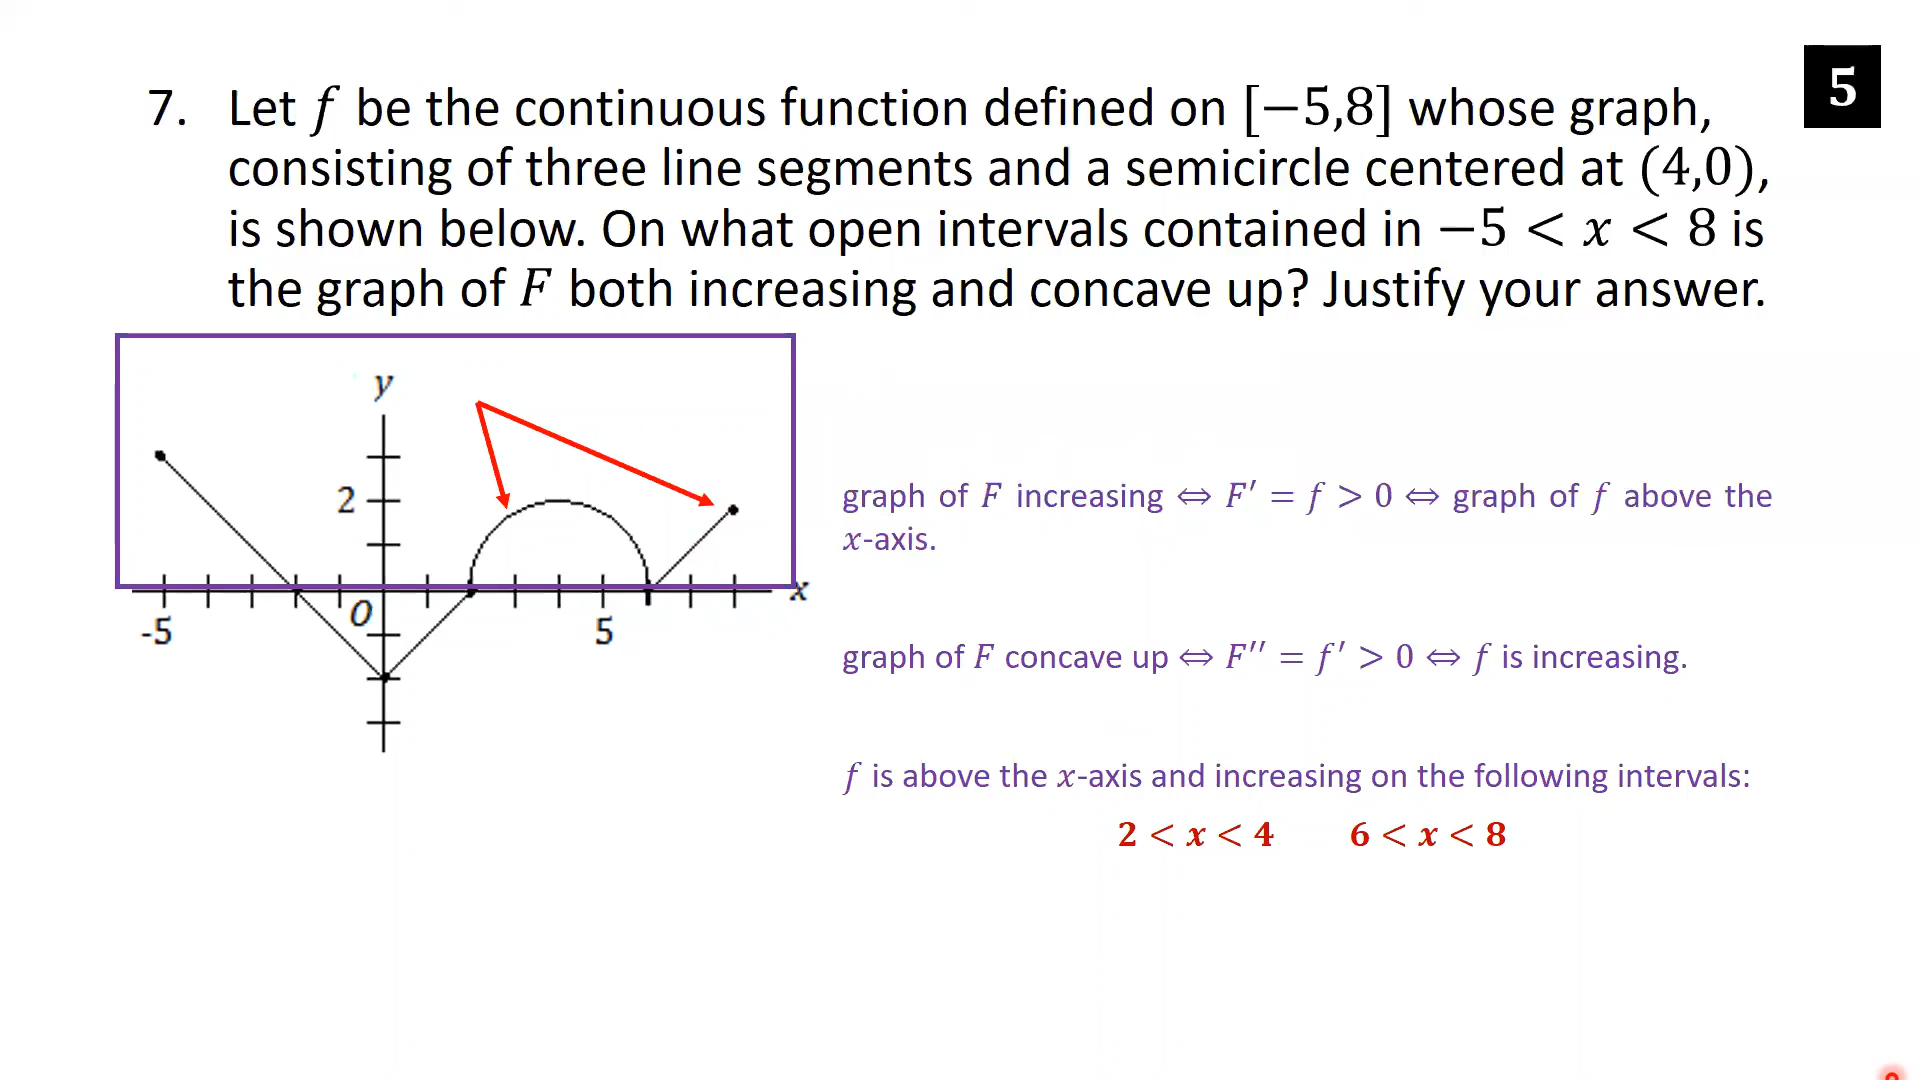 5
7. Let f be the continuous function defined on [−5,8] whose graph,
consisting of three line segments and a semicircle centered at (4,0),
is shown below. On what open intervals contained in −5 < x < 8 is
the graph of F both increasing and concave up? Justify your answer.
y
2
x
O
-5
5
graph of F increasing ⇔ F′ = f > 0 ⇔ graph of f above the
x-axis.
graph of F concave up ⇔ F′′ = f′ > 0 ⇔ f is increasing.
f is above the x-axis and increasing on the following intervals:
2 < x < 4 6 < x < 8